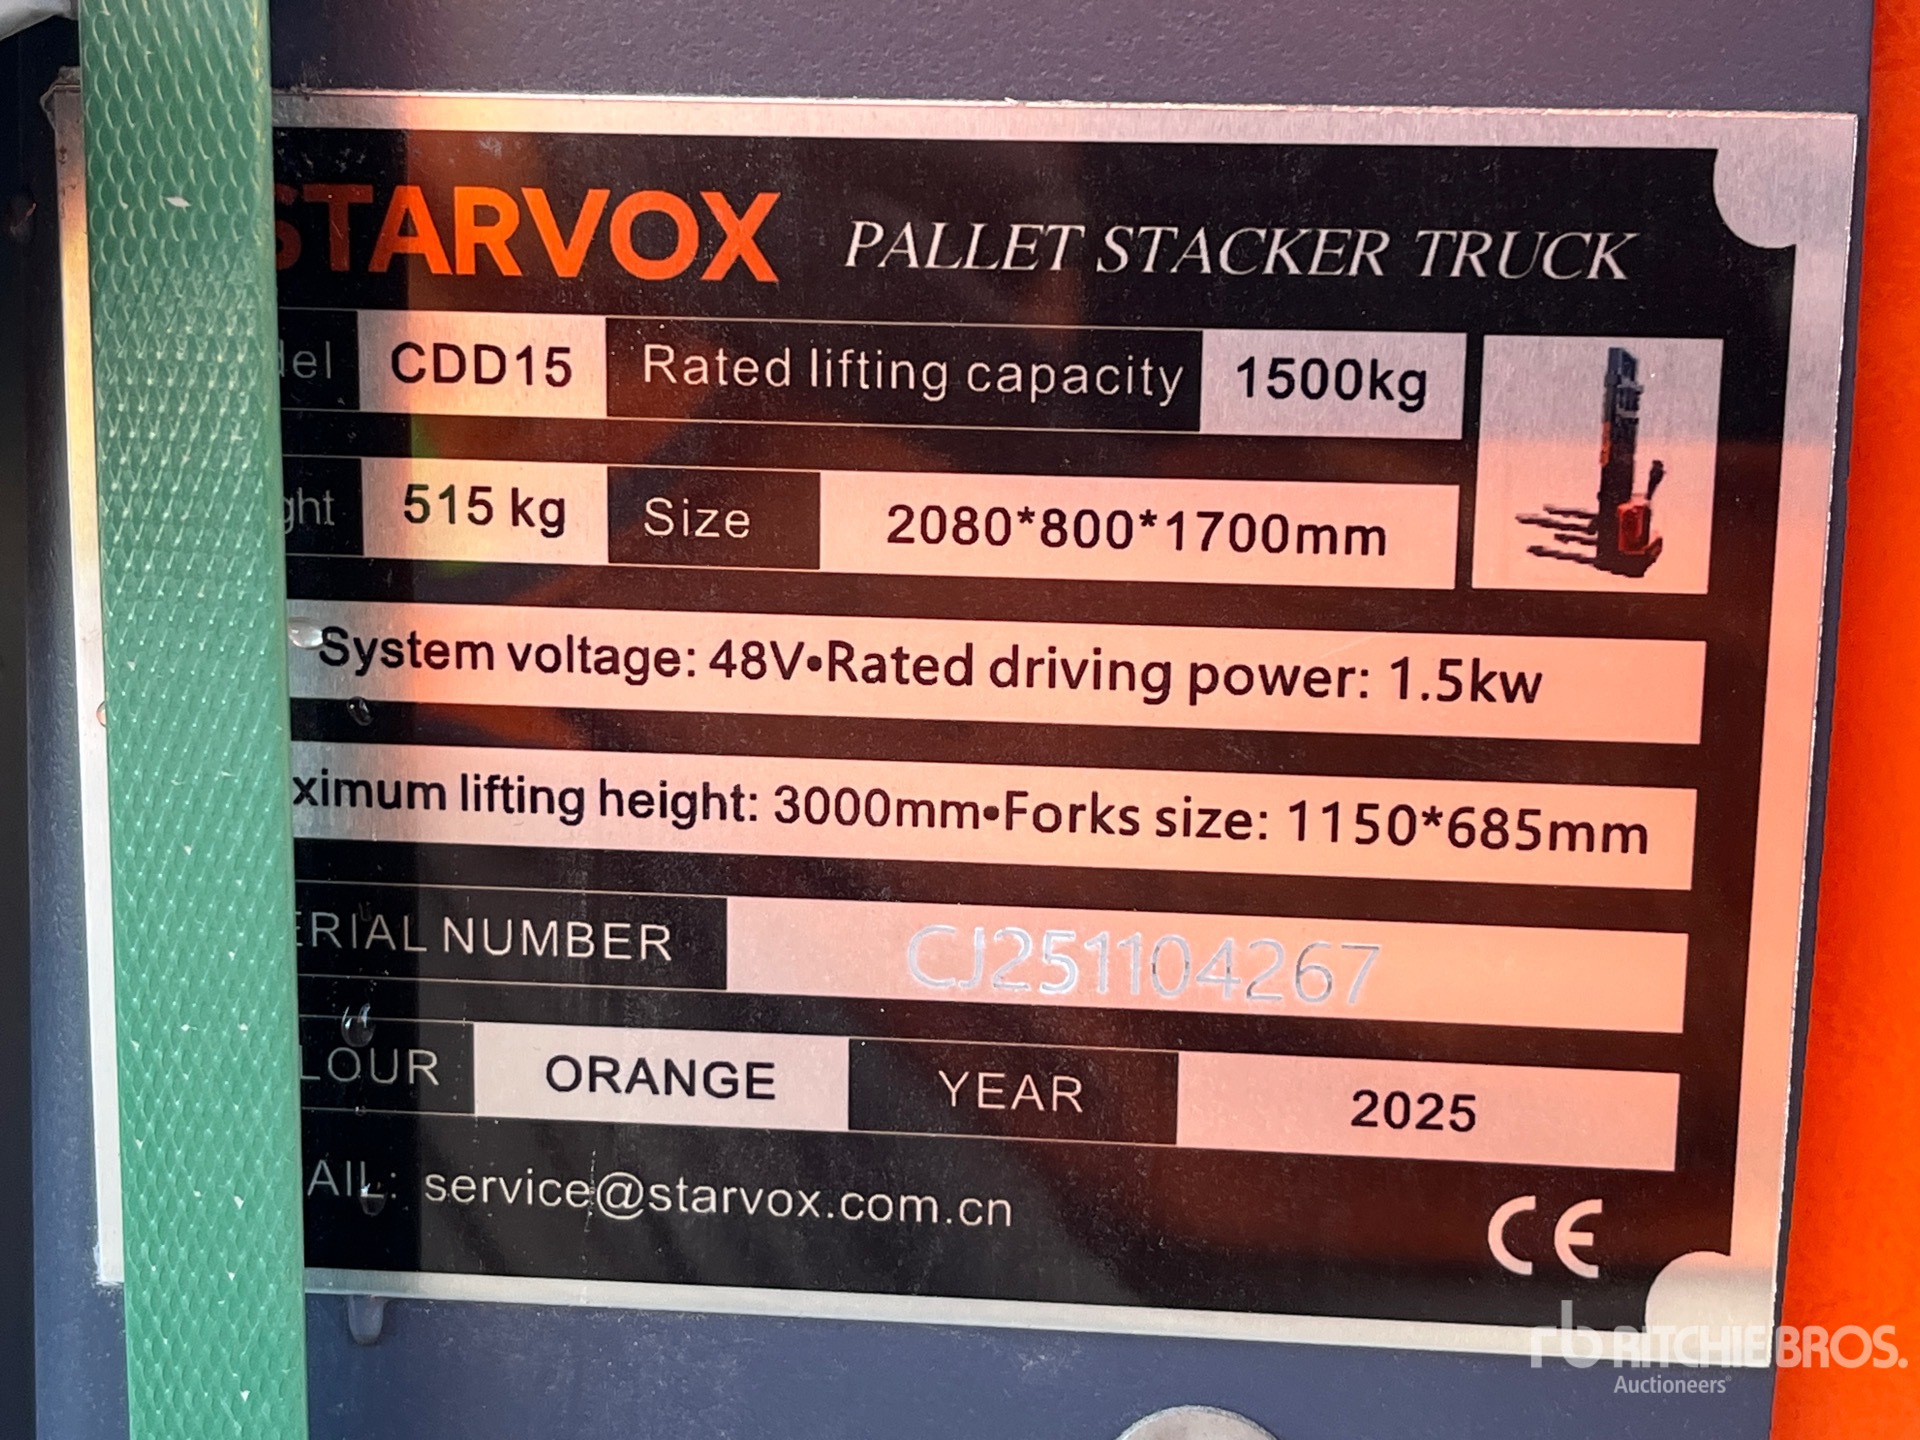 STARVOX PALLET STACKER TRUCK
del CDD15 Rated lifting capacity 1500kg
ght 515 kg Size 2080*800*1700mm
System voltage: 48V•Rated driving power: 1.5kw
ximum lifting height: 3000mm•Forks size: 1150*685mm
ERIAL NUMBER CJ251104267
LOUR ORANGE YEAR 2025
AIL: service@starvox.com.cn
CE
rb RITCHIE BROS.
Auctioneers